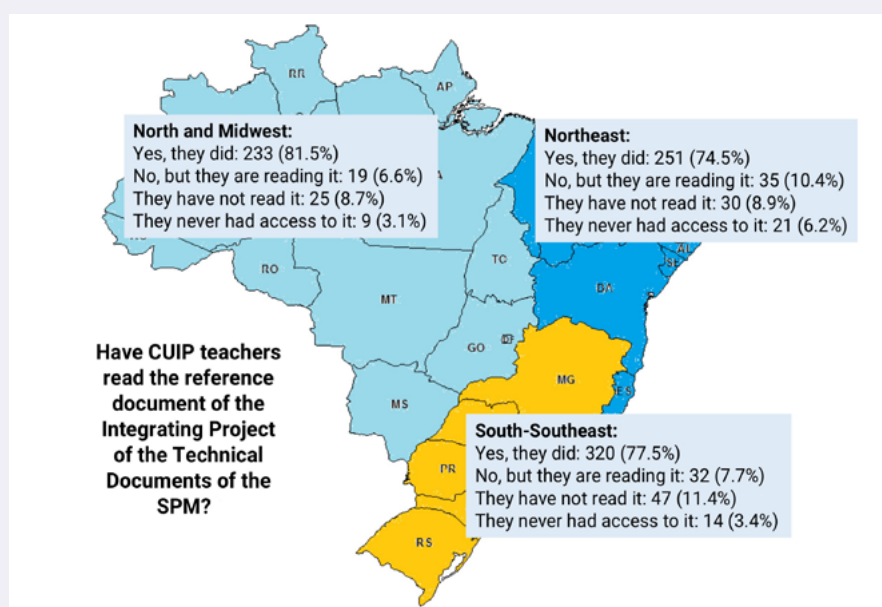 RR
AP
North and Midwest:
Yes, they did: 233 (81.5%)
No, but they are reading it: 19 (6.6%)
They have not read it: 25 (8.7%)
They never had access to it: 9 (3.1%)
Northeast:
Yes, they did: 251 (74.5%)
No, but they are reading it: 35 (10.4%)
They have not read it: 30 (8.9%)
They never had access to it: 21 (6.2%)
AL
SE
RO
TO
BA
MT
GO
DF
MG
ES
MS
Have CUIP teachers
read the reference
document of the
Integrating Project
of the Technical
Documents of the
SPM?
South-Southeast:
Yes, they did: 320 (77.5%)
No, but they are reading it: 32 (7.7%)
They have not read it: 47 (11.4%)
They never had access to it: 14 (3.4%)
PR
RS